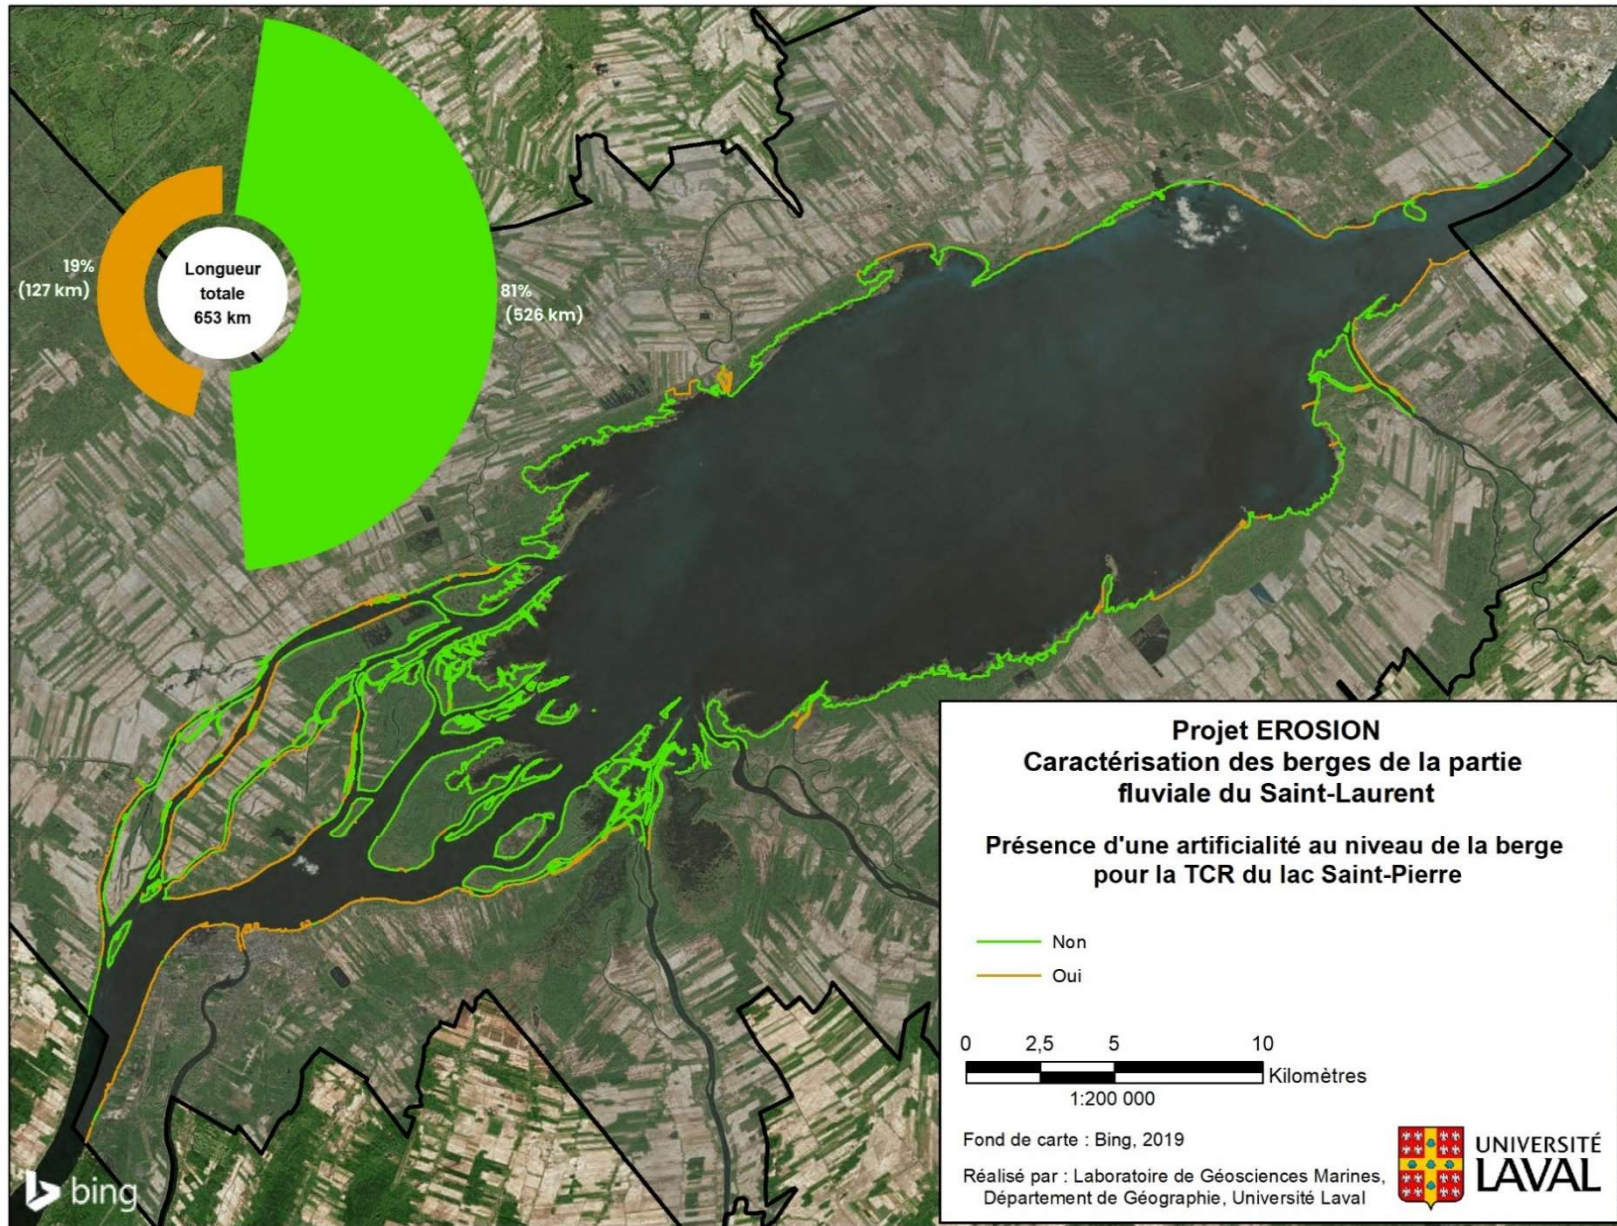 19%
(127 km)
Longueur
totale
653 km
81%
(526 km)
Projet EROSION
Caractérisation des berges de la partie
fluviale du Saint-Laurent
Présence d'une artificialité au niveau de la berge
pour la TCR du lac Saint-Pierre
Non
Oui
0 2,5 5 10
Kilomètres
1:200 000
Fond de carte : Bing, 2019
Réalisé par : Laboratoire de Géosciences Marines,
Département de Géographie, Université Laval
UNIVERSITÉ
LAVAL
bing